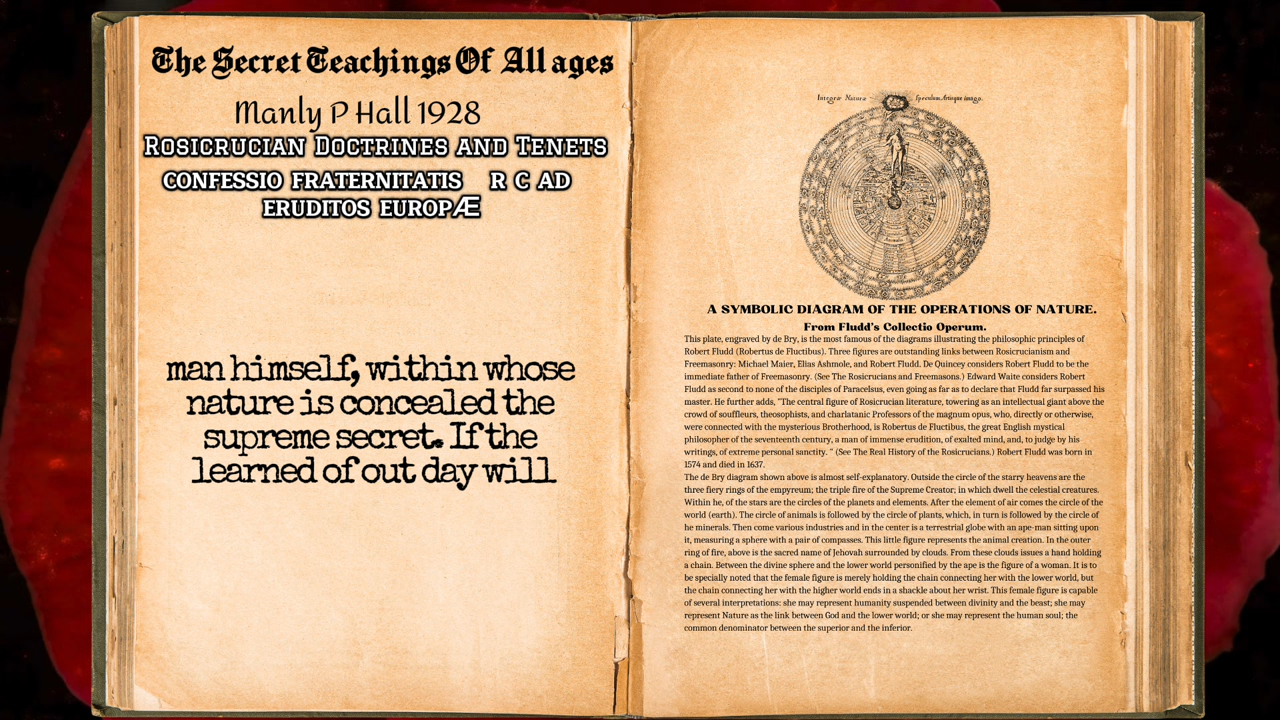 The Secret Teachings Of All ages
Manly P Hall 1928
Rosicrucian Doctrines and Tenets
CONFESSIO FRATERNITATIS R C AD
ERUDITOS EUROPÆ
man himself, within whose
nature is concealed the
supreme secret. If the
learned of out day will
Integræ Naturæ Speculum Artisque imago.
A SYMBOLIC DIAGRAM OF THE OPERATIONS OF NATURE.
From Fludd's Collectio Operum.
This plate, engraved by de Bry, is the most famous of the diagrams illustrating the philosophic principles of
Robert Fludd (Robertus de Fluctibus). Three figures are outstanding links between Rosicrucianism and
Freemasonry: Michael Maier, Elias Ashmole, and Robert Fludd. De Quincey considers Robert Fludd to be the
immediate father of Freemasonry. (See The Rosicrucians and Freemasons.) Edward Waite considers Robert
Fludd as second to none of the disciples of Paracelsus, even going as far as to declare that Fludd far surpassed his
master. He further adds, "The central figure of Rosicrucian literature, towering as an intellectual giant above the
crowd of souffleurs, theosophists, and charlatanic Professors of the magnum opus, who, directly or otherwise,
were connected with the mysterious Brotherhood, is Robertus de Fluctibus, the great English mystical
philosopher of the seventeenth century, a man of immense erudition, of exalted mind, and, to judge by his
writings, of extreme personal sanctity. " (See The Real History of the Rosicrucians.) Robert Fludd was born in
1574 and died in 1637.
The de Bry diagram shown above is almost self-explanatory. Outside the circle of the starry heavens are the
three fiery rings of the empyreum; the triple fire of the Supreme Creator; in which dwell the celestial creatures.
Within he, of the stars are the circles of the planets and elements. After the element of air comes the circle of the
world (earth). The circle of animals is followed by the circle of plants, which, in turn is followed by the circle of
he minerals. Then come various industries and in the center is a terrestrial globe with an ape-man sitting upon
it, measuring a sphere with a pair of compasses. This little figure represents the animal creation. In the outer
ring of fire, above is the sacred name of Jehovah surrounded by clouds. From these clouds issues a hand holding
a chain. Between the divine sphere and the lower world personified by the ape is the figure of a woman. It is to
be specially noted that the female figure is merely holding the chain connecting her with the lower world, but
the chain connecting her with the higher world ends in a shackle about her wrist. This female figure is capable
of several interpretations: she may represent humanity suspended between divinity and the beast; she may
represent Nature as the link between God and the lower world; or she may represent the human soul; the
common denominator between the superior and the inferior.